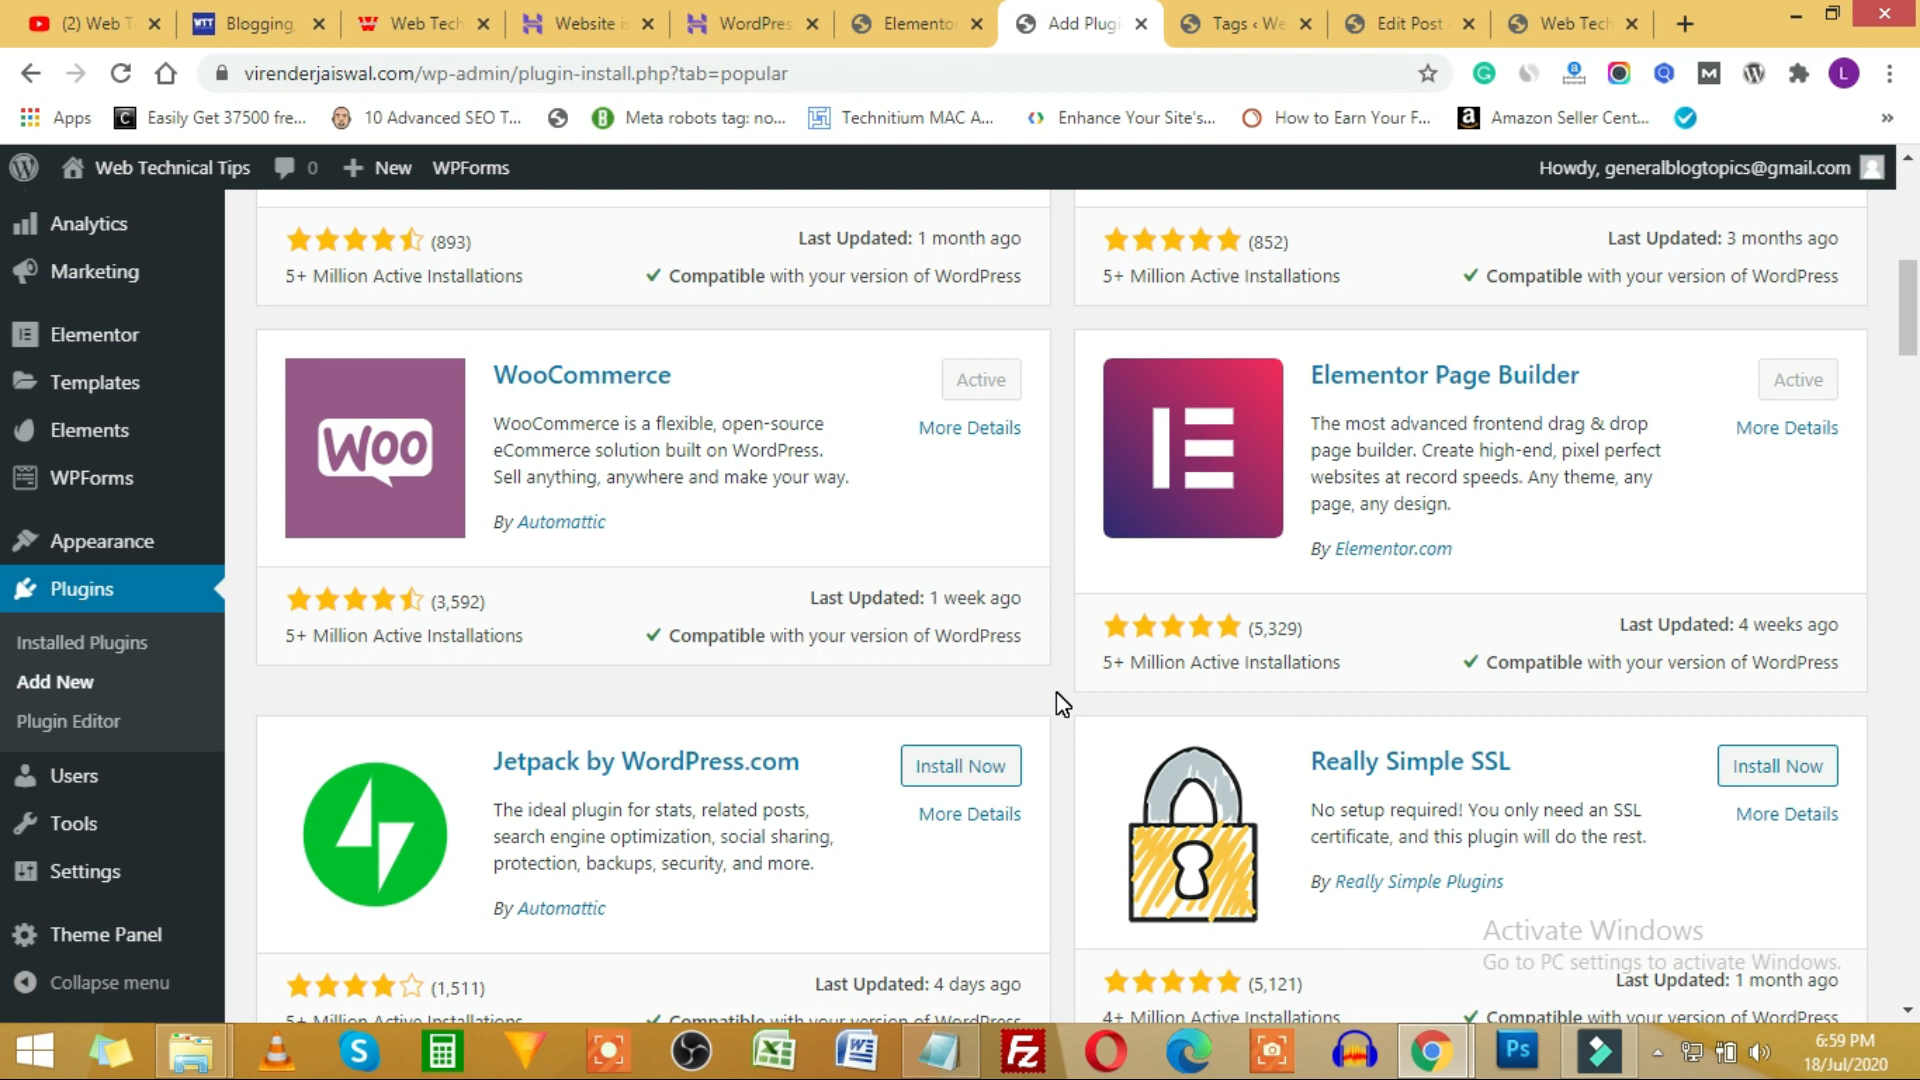 (2) Web T
Blogging,
Web Tech
Website is
WordPres
Elementor
Add Plugi
Tags ‹ We
Edit Post
Web Tech
virenderjaiswal.com/wp-admin/plugin-install.php?tab=popular
L
Apps
Easily Get 37500 fre...
10 Advanced SEO T...
Meta robots tag: no...
Technitium MAC A...
Enhance Your Site's...
How to Earn Your F...
Amazon Seller Cent...
»
Web Technical Tips
0
New
WPForms
Howdy, generalblogtopics@gmail.com
Analytics
Marketing
Elementor
Templates
Elements
WPForms
Appearance
Plugins
Installed Plugins
Add New
Plugin Editor
Users
Tools
Settings
Theme Panel
Collapse menu
(893)
Last Updated: 1 month ago
5+ Million Active Installations
Compatible with your version of WordPress
(852)
Last Updated: 3 months ago
5+ Million Active Installations
Compatible with your version of WordPress
Woo
WooCommerce
Active
More Details
WooCommerce is a flexible, open-source
eCommerce solution built on WordPress.
Sell anything, anywhere and make your way.
By Automattic
(3,592)
Last Updated: 1 week ago
5+ Million Active Installations
Compatible with your version of WordPress
Elementor Page Builder
Active
More Details
The most advanced frontend drag & drop
page builder. Create high-end, pixel perfect
websites at record speeds. Any theme, any
page, any design.
By Elementor.com
(5,329)
Last Updated: 4 weeks ago
5+ Million Active Installations
Compatible with your version of WordPress
Jetpack by WordPress.com
Install Now
More Details
The ideal plugin for stats, related posts,
search engine optimization, social sharing,
protection, backups, security, and more.
By Automattic
(1,511)
Last Updated: 4 days ago
5+ Million Active Installations
Compatible with your version of WordPress
Really Simple SSL
Install Now
More Details
No setup required! You only need an SSL
certificate, and this plugin will do the rest.
By Really Simple Plugins
(5,121)
Last Updated: 1 month ago
4+ Million Active Installations
Compatible with your version of WordPress
Activate Windows
Go to PC settings to activate Windows.
6:59 PM
18/Jul/2020